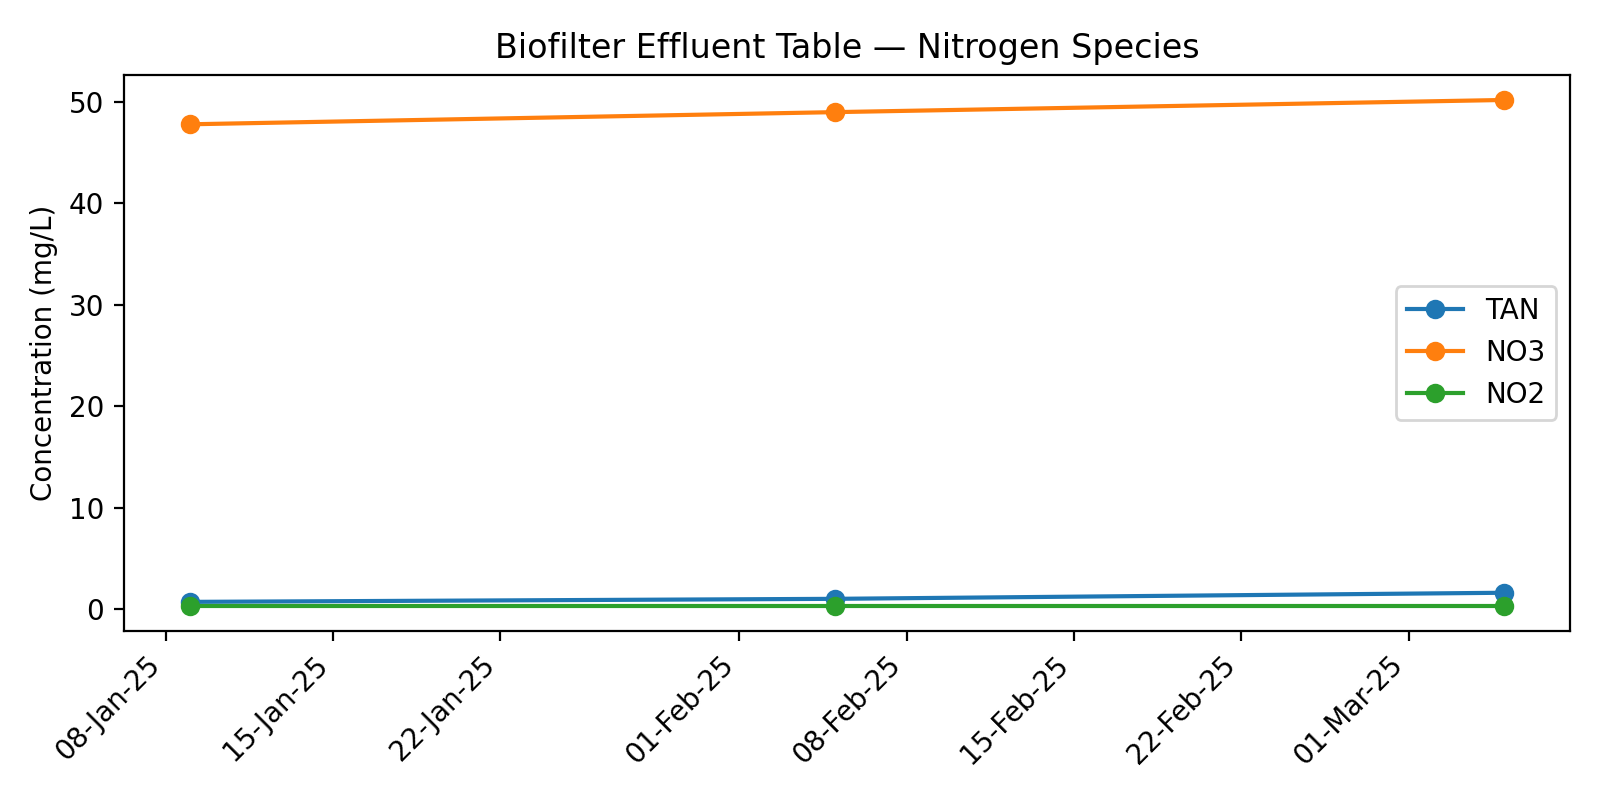 Biofilter Effluent Table — Nitrogen Species
Concentration (mg/L)
50
40
30
20
10
0
TAN
NO3
NO2
08-Jan-25
15-Jan-25
22-Jan-25
01-Feb-25
08-Feb-25
15-Feb-25
22-Feb-25
01-Mar-25